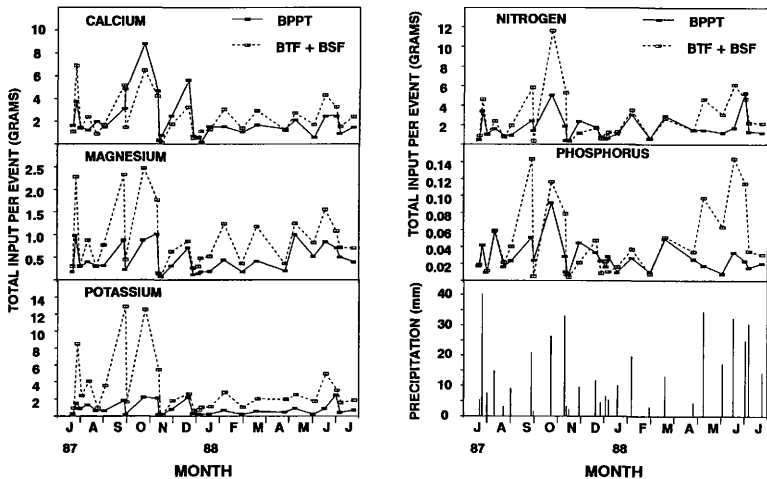 CALCIUM
BPPT
BTF + BSF
10
8
6
4
2
MAGNESIUM
2.5
2.0
1.5
1.0
0.5
POTASSIUM
14
12
10
8
6
4
2
TOTAL INPUT PER EVENT (GRAMS)
J A S O N D J F M A M J J
87 88
MONTH
NITROGEN
BPPT
BTF + BSF
12
10
8
6
4
2
PHOSPHORUS
0.14
0.12
0.10
0.08
0.06
0.04
0.02
TOTAL INPUT PER EVENT (GRAMS)
40
30
20
10
0
PRECIPITATION (mm)
J A S O N D J F M A M J J
87 88
MONTH